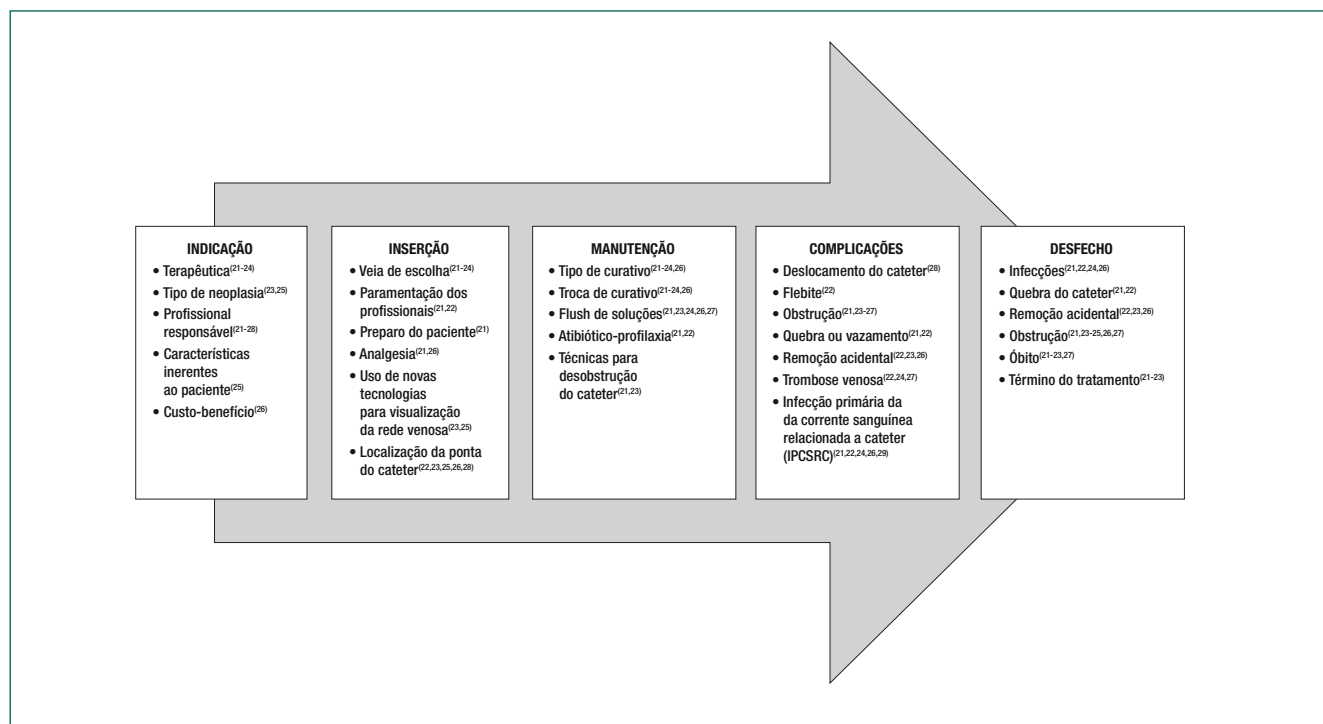 INDICAÇÃO
• Terapêutica(21-24)
• Tipo de neoplasia(23,25)
• Profissional
responsável(21-28)
• Características
inerentes
ao paciente(25)
• Custo-benefício(26)
INSERÇÃO
• Veia de escolha(21-24)
• Paramentação dos
profissionais(21,22)
• Preparo do paciente(21)
• Analgesia(21,26)
• Uso de novas
tecnologias
para visualização
da rede venosa(23,25)
• Localização da ponta
do cateter(22,23,25,26,28)
MANUTENÇÃO
• Tipo de curativo(21-24,26)
• Troca de curativo(21-24,26)
• Flush de soluções(21,23,24,26,27)
• Atibiótico-profilaxia(21,22)
• Técnicas para
desobstrução
do cateter(21,23)
COMPLICAÇÕES
• Deslocamento do cateter(28)
• Flebite(22)
• Obstrução(21,23-27)
• Quebra ou vazamento(21,22)
• Remoção acidental(22,23,26)
• Trombose venosa(22,24,27)
• Infecção primária da
da corrente sanguínea
relacionada a cateter
(IPCSRC)(21,22,24,26,29)
DESFECHO
• Infecções(21,22,24,26)
• Quebra do cateter(21,22)
• Remoção acidental(22,23,26)
• Obstrução(21,23-25,26,27)
• Óbito(21-23,27)
• Término do tratamento(21-23)